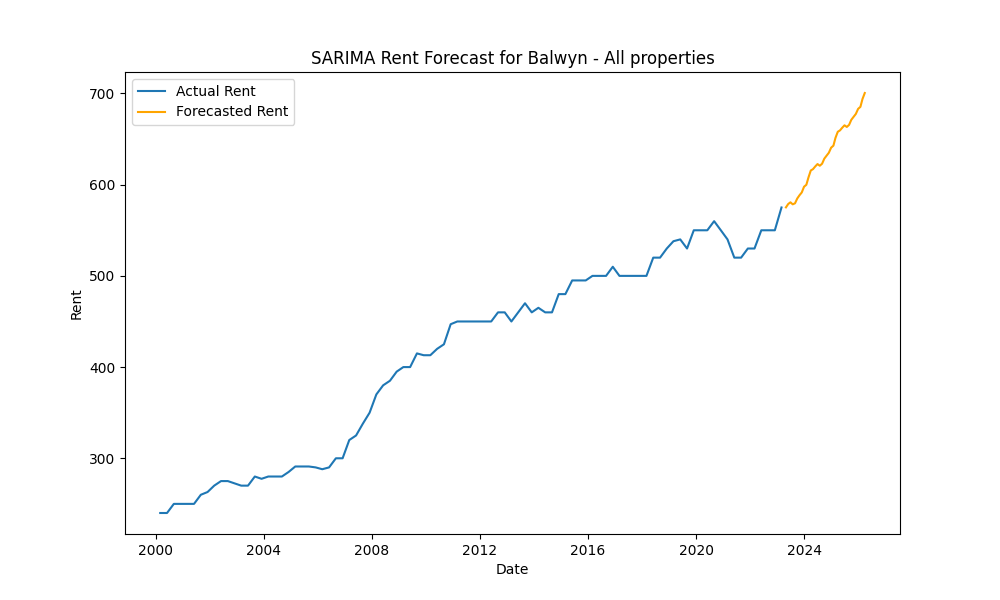 SARIMA Rent Forecast for Balwyn - All properties
Actual Rent
Forecasted Rent
700
600
500
400
300
Rent
2000 2004 2008 2012 2016 2020 2024
Date